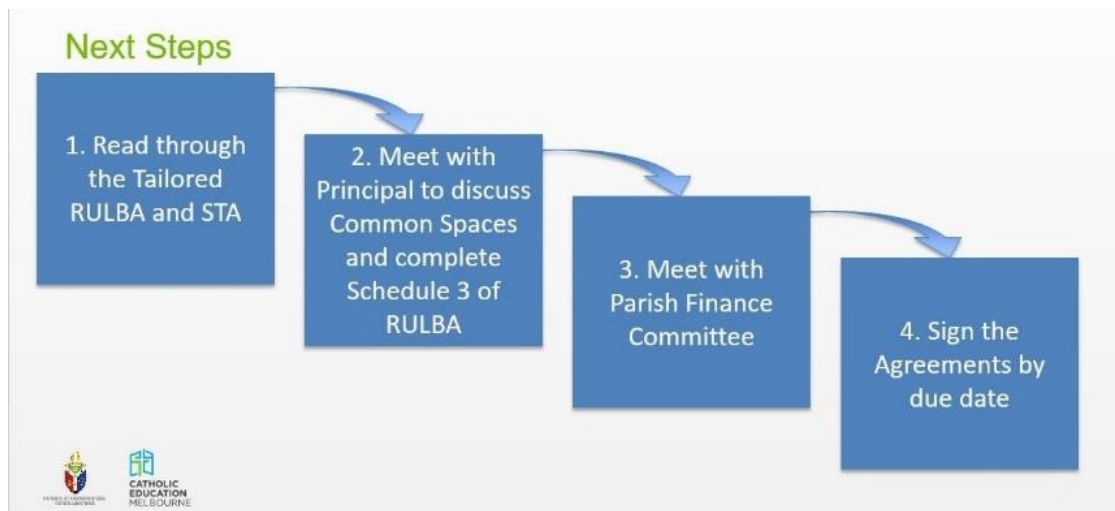 Next Steps
1. Read through
the Tailored
RULBA and STA
2. Meet with
Principal to discuss
Common Spaces
and complete
Schedule 3 of
RULBA
3. Meet with
Parish Finance
Committee
4. Sign the
Agreements by
due date
CATHOLIC
EDUCATION
MELBOURNE